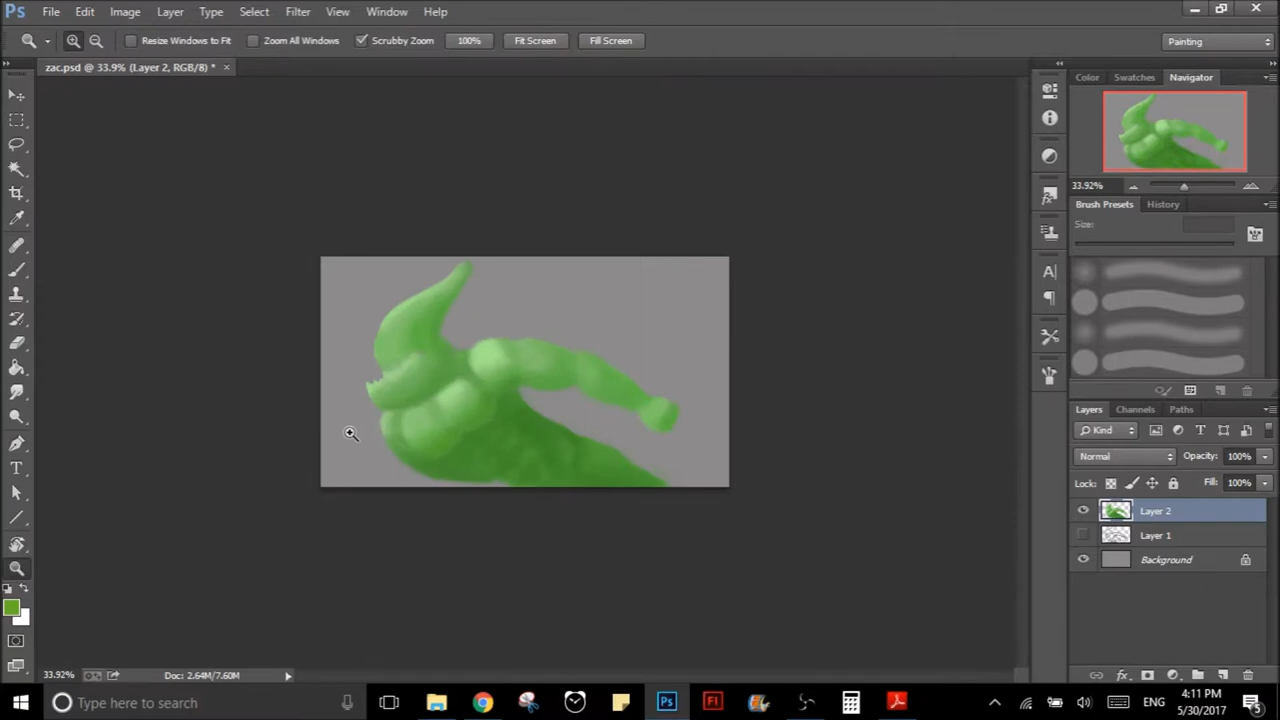 Ps File Edit Image Layer Type Select Filter View Window Help
Resize Windows to Fit Zoom All Windows Scrubby Zoom 100% Fit Screen Fill Screen Painting
zac.psd @ 33.9% (Layer 2, RGB/8) *
Color Swatches Navigator
33.92%
Brush Presets History
Size:
Layers Channels Paths
Kind
Normal Opacity: 100%
Lock: Fill: 100%
Layer 2
Layer 1
Background
33.92% Doc: 2.64M/7.60M
Type here to search
Ps
Fl
ENG
4:11 PM
5/30/2017
5